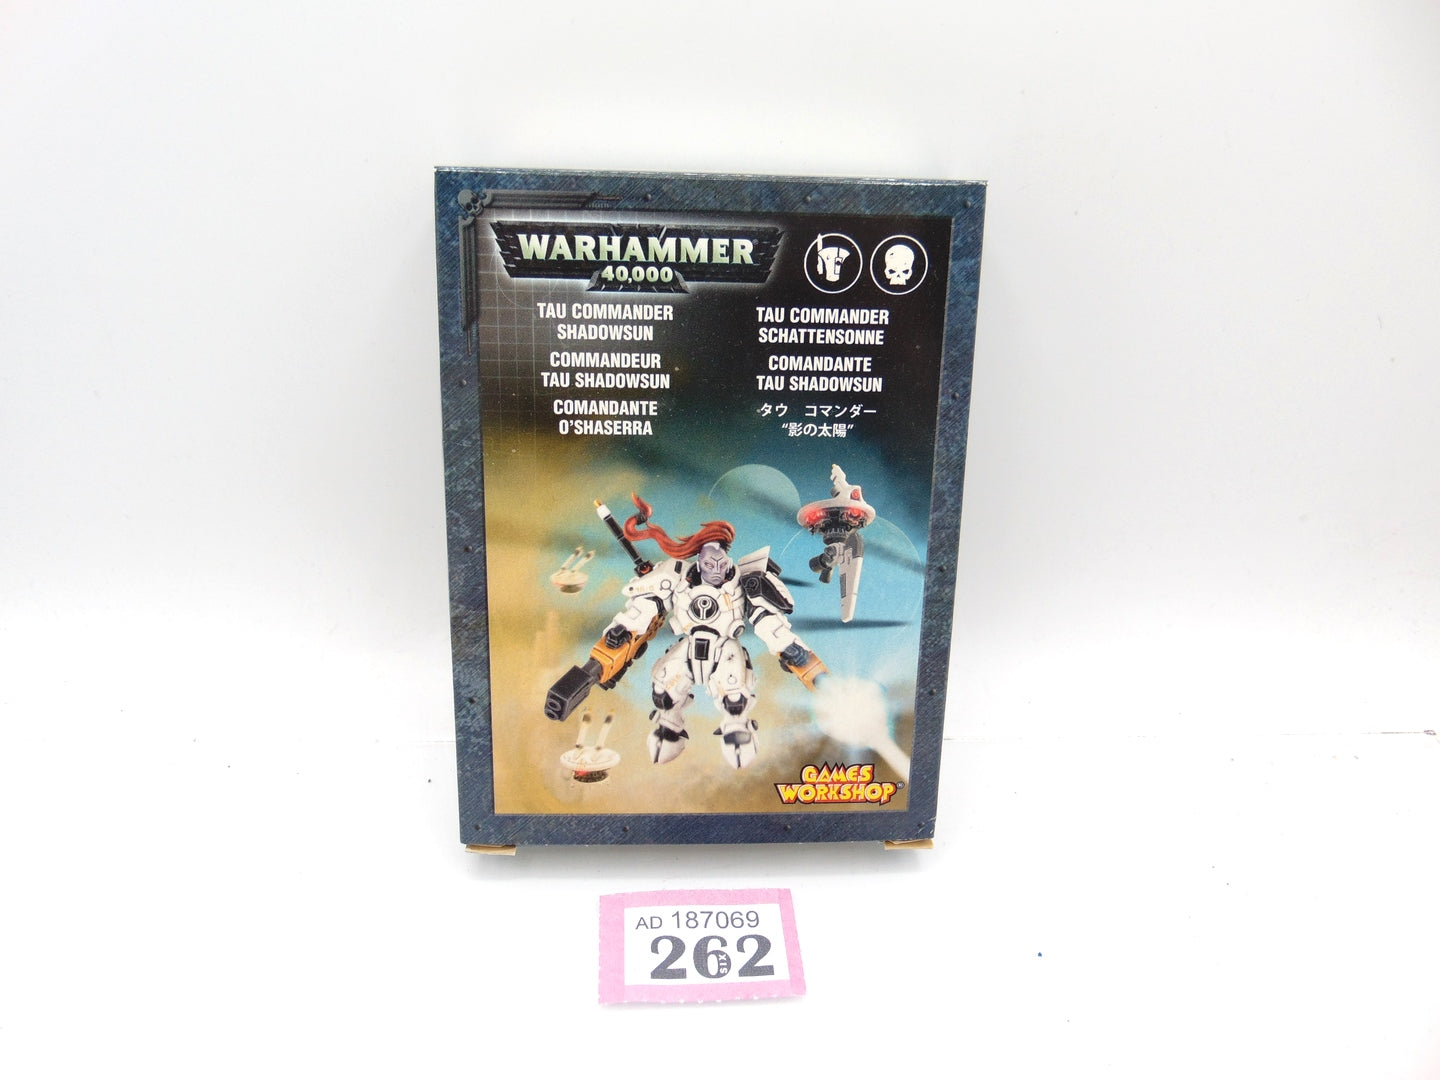 WARHAMMER
40,000
TAU COMMANDER
SHADOWSUN
COMMANDEUR
TAU SHADOWSUN
COMANDANTE
O'SHASERRA
TAU COMMANDER
SCHATTENSONNE
COMANDANTE
TAU SHADOWSUN
タウ コマンダー
“影の太陽”
GAMES
WORKSHOP®
AD 187069
262
SIX